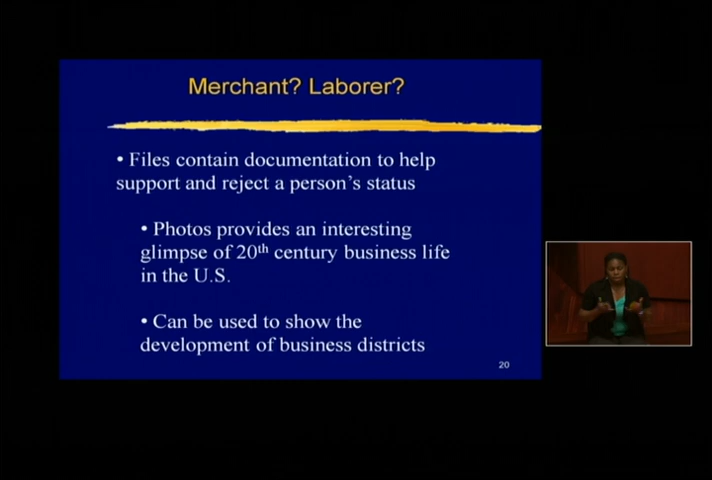 Merchant? Laborer?
• Files contain documentation to help
support and reject a person's status
• Photos provides an interesting
glimpse of 20th century business life
in the U.S.
• Can be used to show the
development of business districts
20